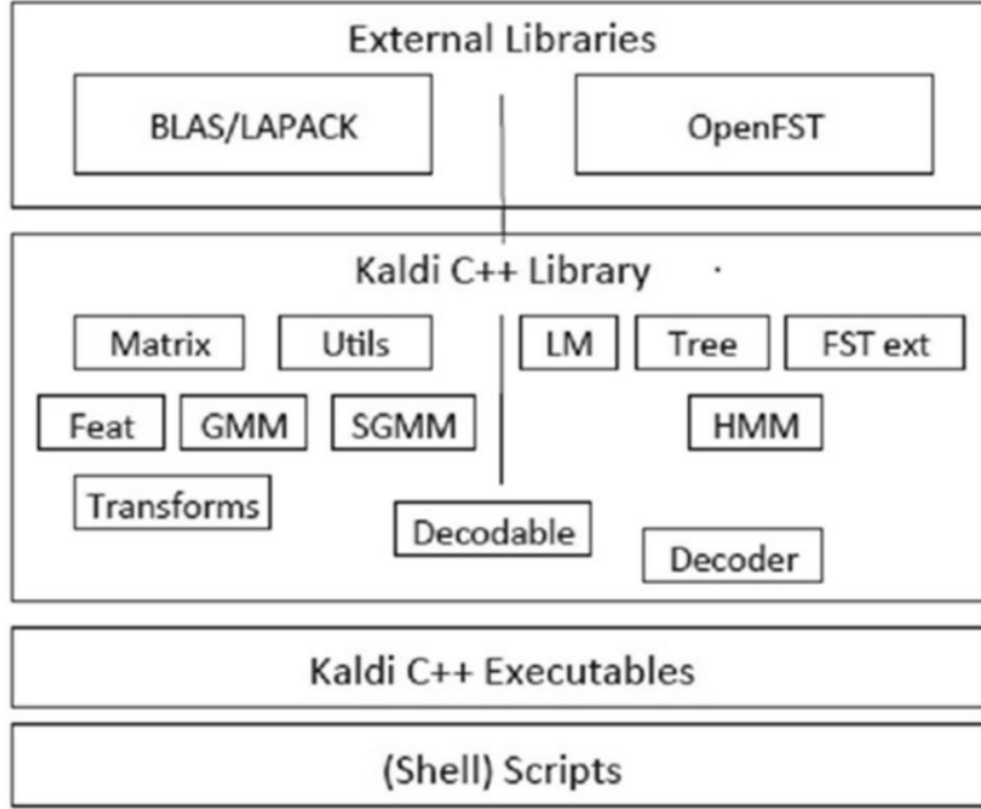 External Libraries
BLAS/LAPACK OpenFST
Kaldi C++ Library
Matrix Utils LM Tree FST ext
Feat GMM SGMM HMM
Transforms
Decodable
Decoder
Kaldi C++ Executables
(Shell) Scripts